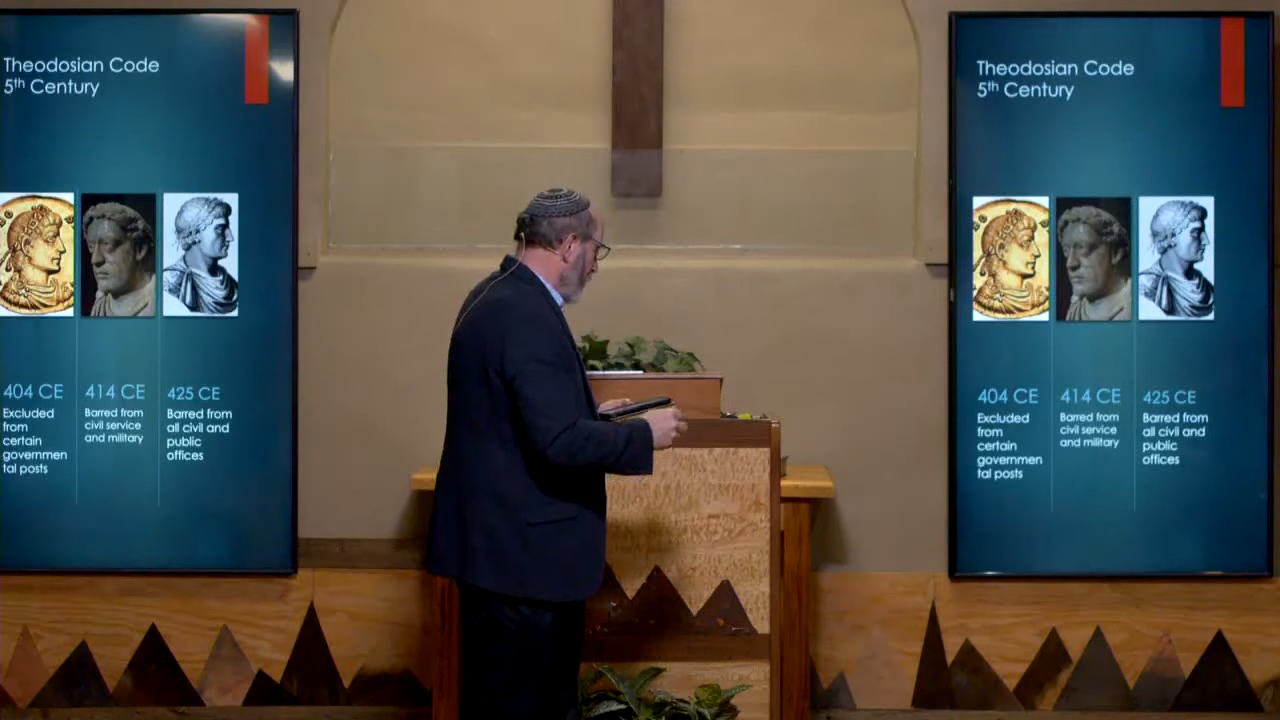 Theodosian Code
5th Century
404 CE
Excluded
from
certain
governmen
tal posts
414 CE
Barred from
civil service
and military
425 CE
Barred from
all civil and
public
offices
Theodosian Code
5th Century
404 CE
Excluded
from
certain
governmen
tal posts
414 CE
Barred from
civil service
and military
425 CE
Barred from
all civil and
public
offices